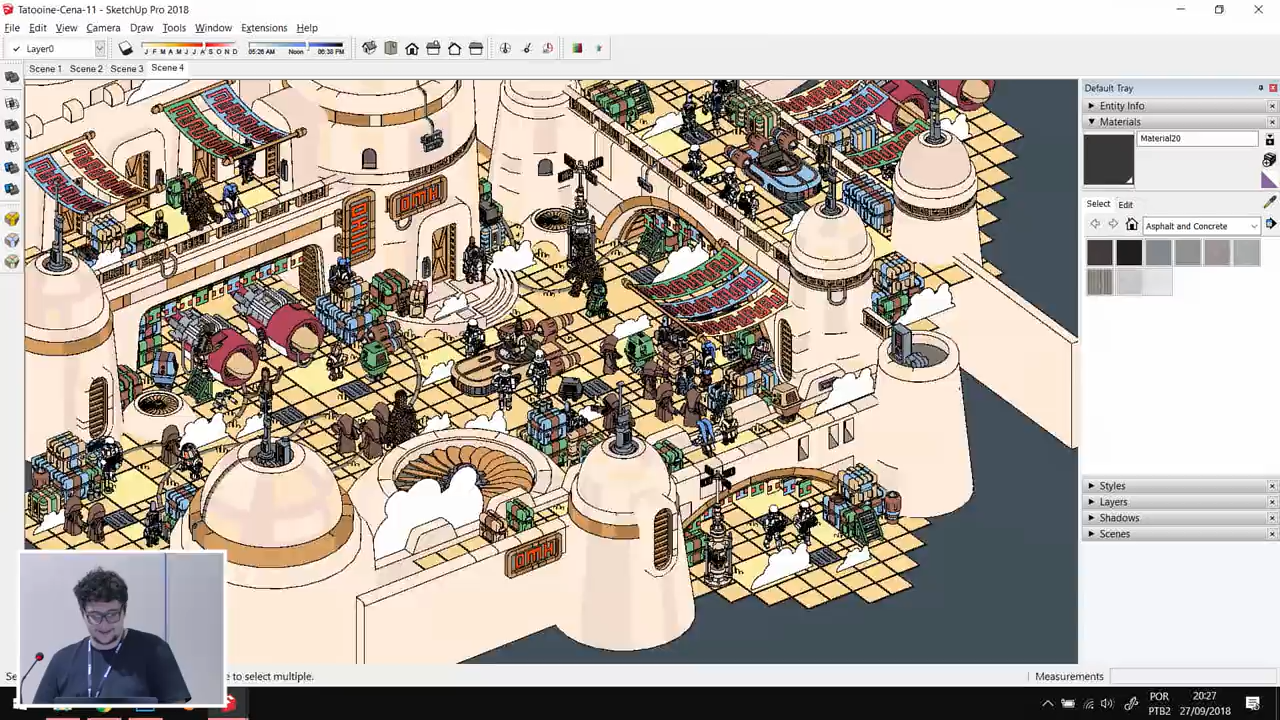 Tatooine-Cena-11 - SketchUp Pro 2018
File Edit View Camera Draw Tools Window Extensions Help
Layer0
J F M A M J J A S O N D
05:26 AM Noon 06:38 PM
Scene 1 Scene 2 Scene 3 Scene 4
Default Tray
Entity Info
Materials
Material20
Select Edit
Asphalt and Concrete
Styles
Layers
Shadows
Scenes
e to select multiple.
Measurements
POR
PTB2
20:27
27/09/2018